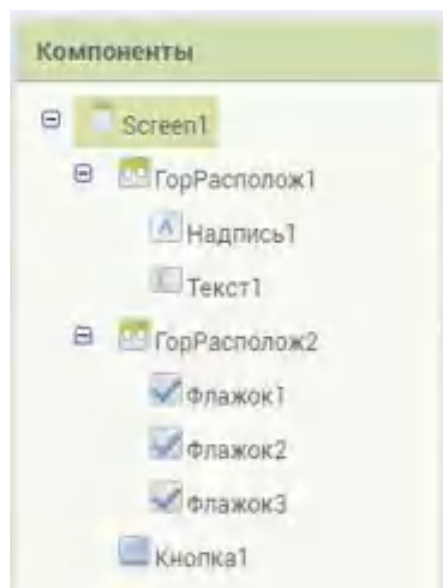 Компоненты
Screen1
ГорРасполож1
Надпись1
Текст1
ГорРасполож2
Флажок1
Флажок2
Флажок3
Кнопка1